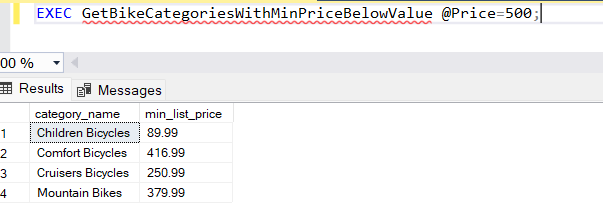 EXEC GetBikeCategoriesWithMinPriceBelowValue @Price=500;
00 %
Results Messages
category_name min_list_price
1 Children Bicycles 89.99
2 Comfort Bicycles 416.99
3 Cruisers Bicycles 250.99
4 Mountain Bikes 379.99